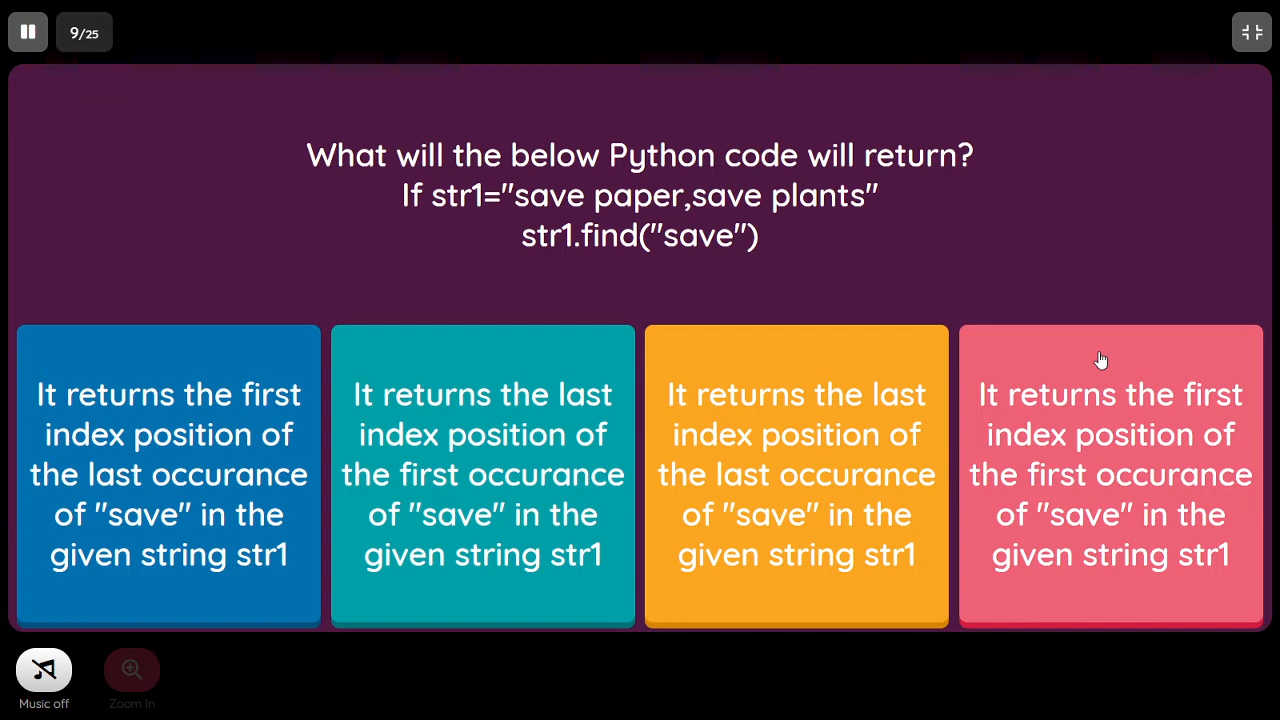 9/25
What will the below Python code will return?
If str1="save paper,save plants"
str1.find("save")
It returns the first
index position of
the last occurance
of "save" in the
given string str1
It returns the last
index position of
the first occurance
of "save" in the
given string str1
It returns the last
index position of
the last occurance
of "save" in the
given string str1
It returns the first
index position of
the first occurance
of "save" in the
given string str1
Music off
Zoom In